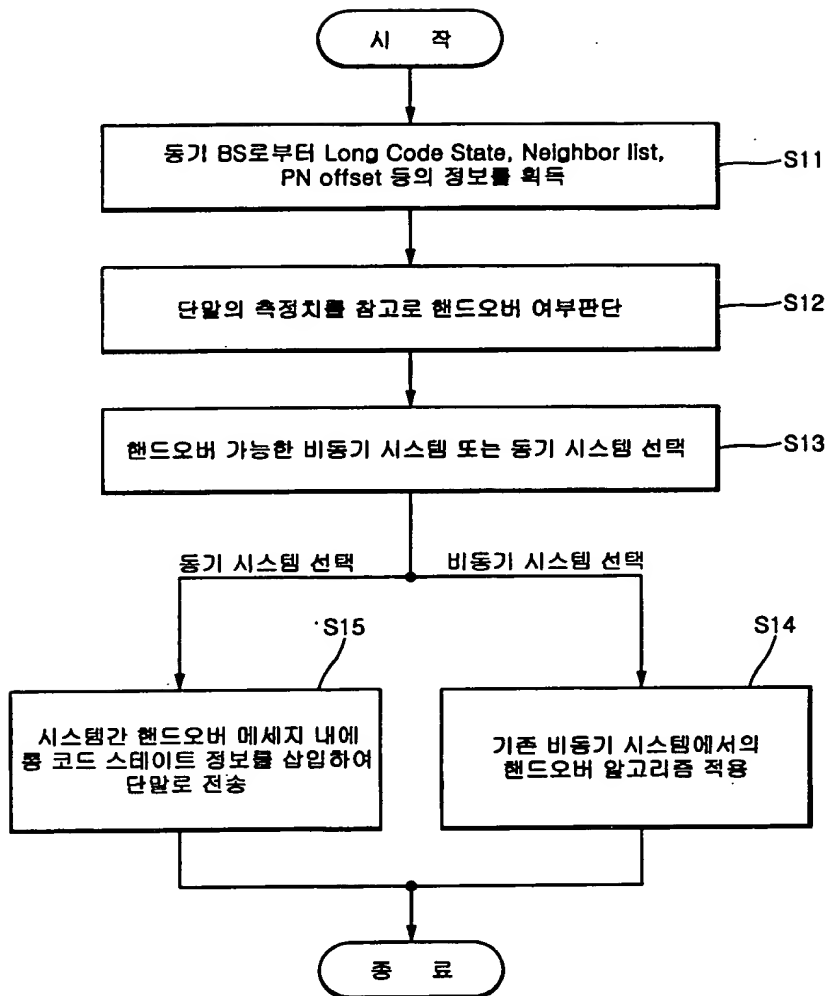 시 작
동기 BS로부터 Long Code State, Neighbor list,
PN offset 등의 정보를 획득
S11
단말의 측정치를 참고로 핸드오버 여부판단
S12
핸드오버 가능한 비동기 시스템 또는 동기 시스템 선택
S13
동기 시스템 선택
비동기 시스템 선택
S15
S14
시스템간 핸드오버 메세지 내에
롱 코드 스테이트 정보를 삽입하여
단말로 전송
기존 비동기 시스템에서의
핸드오버 알고리즘 적용
종 료